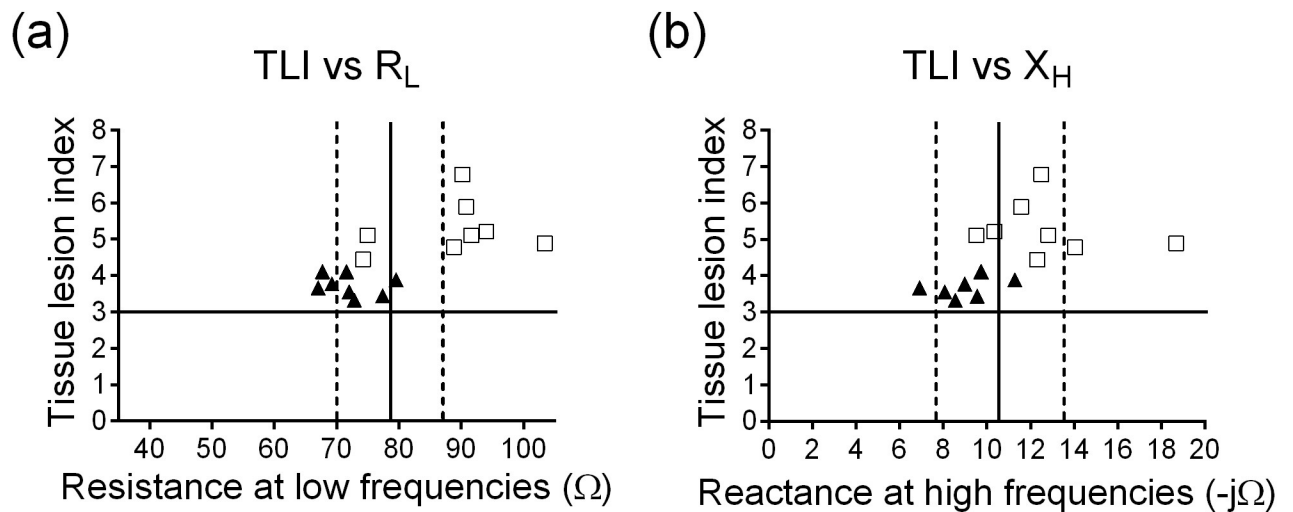 (a)
TLI vs RL
Tissue lesion index
8
7
6
5
4
3
2
1
0
40 50 60 70 80 90 100
Resistance at low frequencies (Ω)
(b)
TLI vs XH
Tissue lesion index
8
7
6
5
4
3
2
1
0
0 2 4 6 8 10 12 14 16 18 20
Reactance at high frequencies (-jΩ)